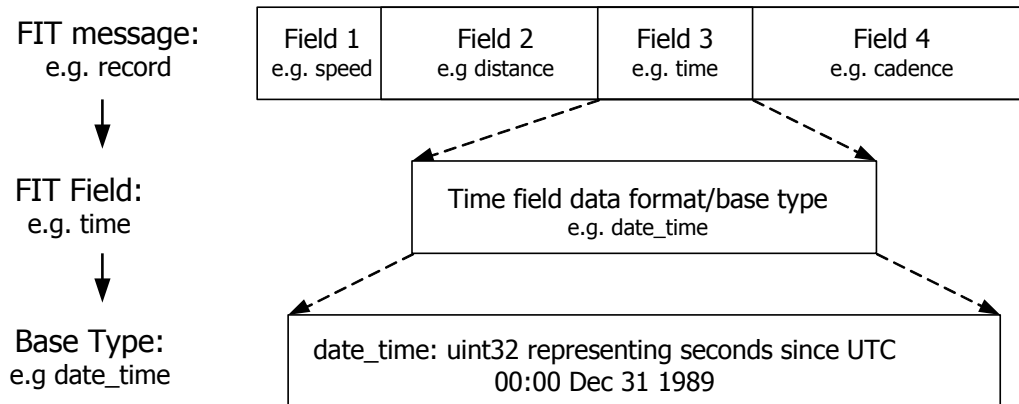 FIT message:
e.g. record
Field 1
e.g. speed
Field 2
e.g distance
Field 3
e.g. time
Field 4
e.g. cadence
FIT Field:
e.g. time
Time field data format/base type
e.g. date_time
Base Type:
e.g date_time
date_time: uint32 representing seconds since UTC
00:00 Dec 31 1989